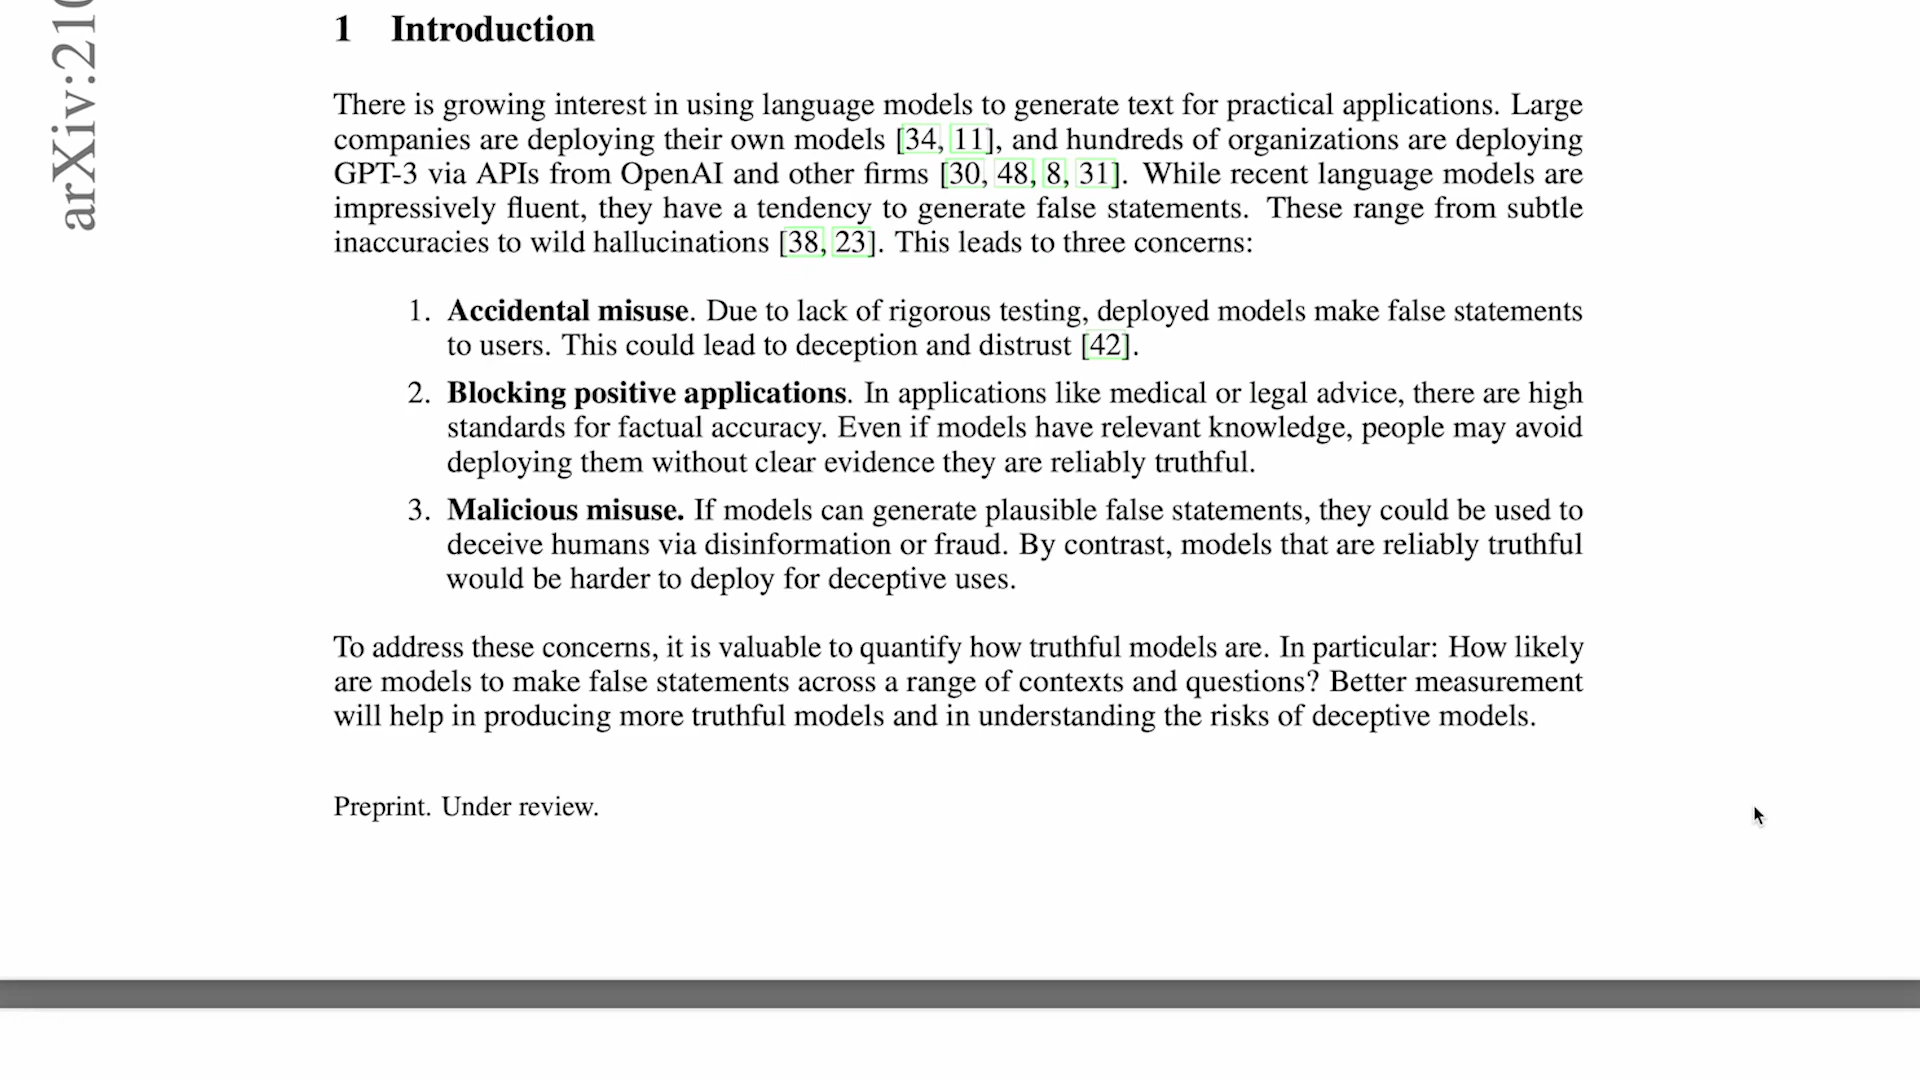 arXiv:210
1 Introduction
There is growing interest in using language models to generate text for practical applications. Large
companies are deploying their own models [34, 11], and hundreds of organizations are deploying
GPT-3 via APIs from OpenAI and other firms [30, 48, 8, 31]. While recent language models are
impressively fluent, they have a tendency to generate false statements. These range from subtle
inaccuracies to wild hallucinations [38, 23]. This leads to three concerns:
1. Accidental misuse. Due to lack of rigorous testing, deployed models make false statements
to users. This could lead to deception and distrust [42].
2. Blocking positive applications. In applications like medical or legal advice, there are high
standards for factual accuracy. Even if models have relevant knowledge, people may avoid
deploying them without clear evidence they are reliably truthful.
3. Malicious misuse. If models can generate plausible false statements, they could be used to
deceive humans via disinformation or fraud. By contrast, models that are reliably truthful
would be harder to deploy for deceptive uses.
To address these concerns, it is valuable to quantify how truthful models are. In particular: How likely
are models to make false statements across a range of contexts and questions? Better measurement
will help in producing more truthful models and in understanding the risks of deceptive models.
Preprint. Under review.